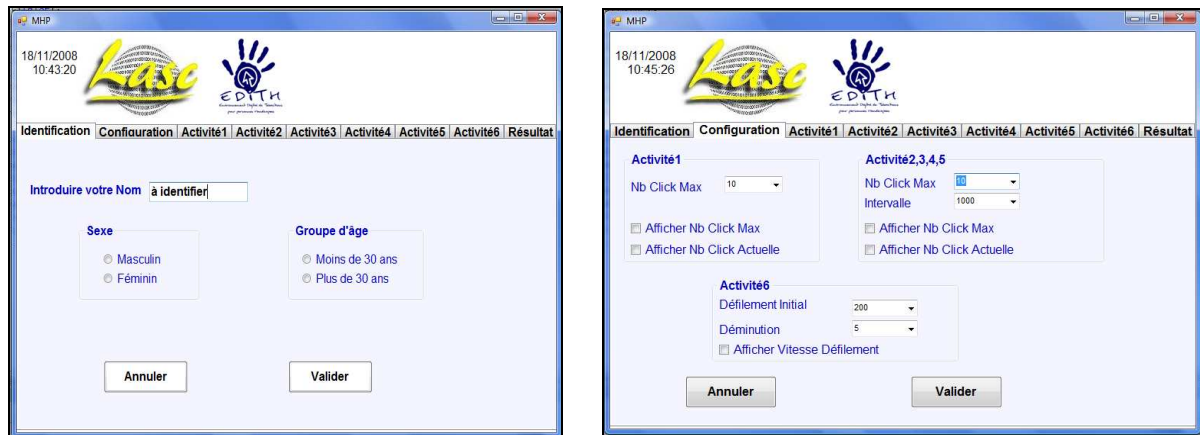 MHP
18/11/2008
10:43:20
Lasc
EDiTH
Identification Configuration Activité1 Activité2 Activité3 Activité4 Activité5 Activité6 Résultat
Introduire votre Nom à identifier
Sexe
Masculin
Féminin
Groupe d'âge
Moins de 30 ans
Plus de 30 ans
Annuler Valider
MHP
18/11/2008
10:45:26
Lasc
EDiTH
Identification Configuration Activité1 Activité2 Activité3 Activité4 Activité5 Activité6 Résultat
Activité1
Nb Click Max 10
Afficher Nb Click Max
Afficher Nb Click Actuelle
Activité2,3,4,5
Nb Click Max 10
Intervalle 1000
Afficher Nb Click Max
Afficher Nb Click Actuelle
Activité6
Défilement Initial 200
Déminution 5
Afficher Vitesse Défilement
Annuler Valider